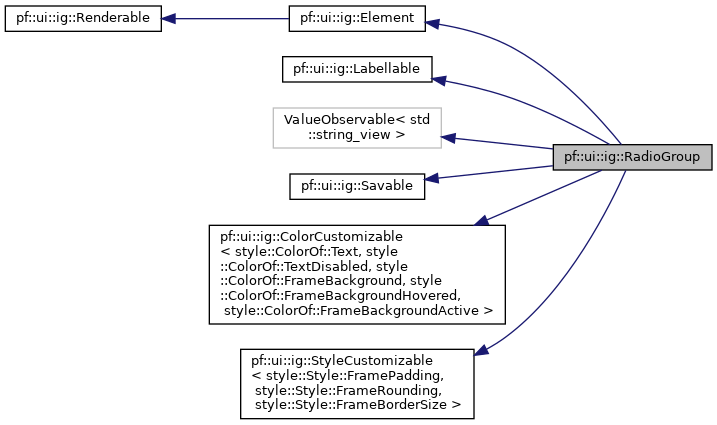 pf::ui::ig::Renderable
pf::ui::ig::Element
pf::ui::ig::Labellable
ValueObservable< std
::string_view >
pf::ui::ig::RadioGroup
pf::ui::ig::Savable
pf::ui::ig::ColorCustomizable
< style::ColorOf::Text, style
::ColorOf::TextDisabled, style
::ColorOf::FrameBackground, style
::ColorOf::FrameBackgroundHovered,
style::ColorOf::FrameBackgroundActive >
pf::ui::ig::StyleCustomizable
< style::Style::FramePadding,
style::Style::FrameRounding,
style::Style::FrameBorderSize >